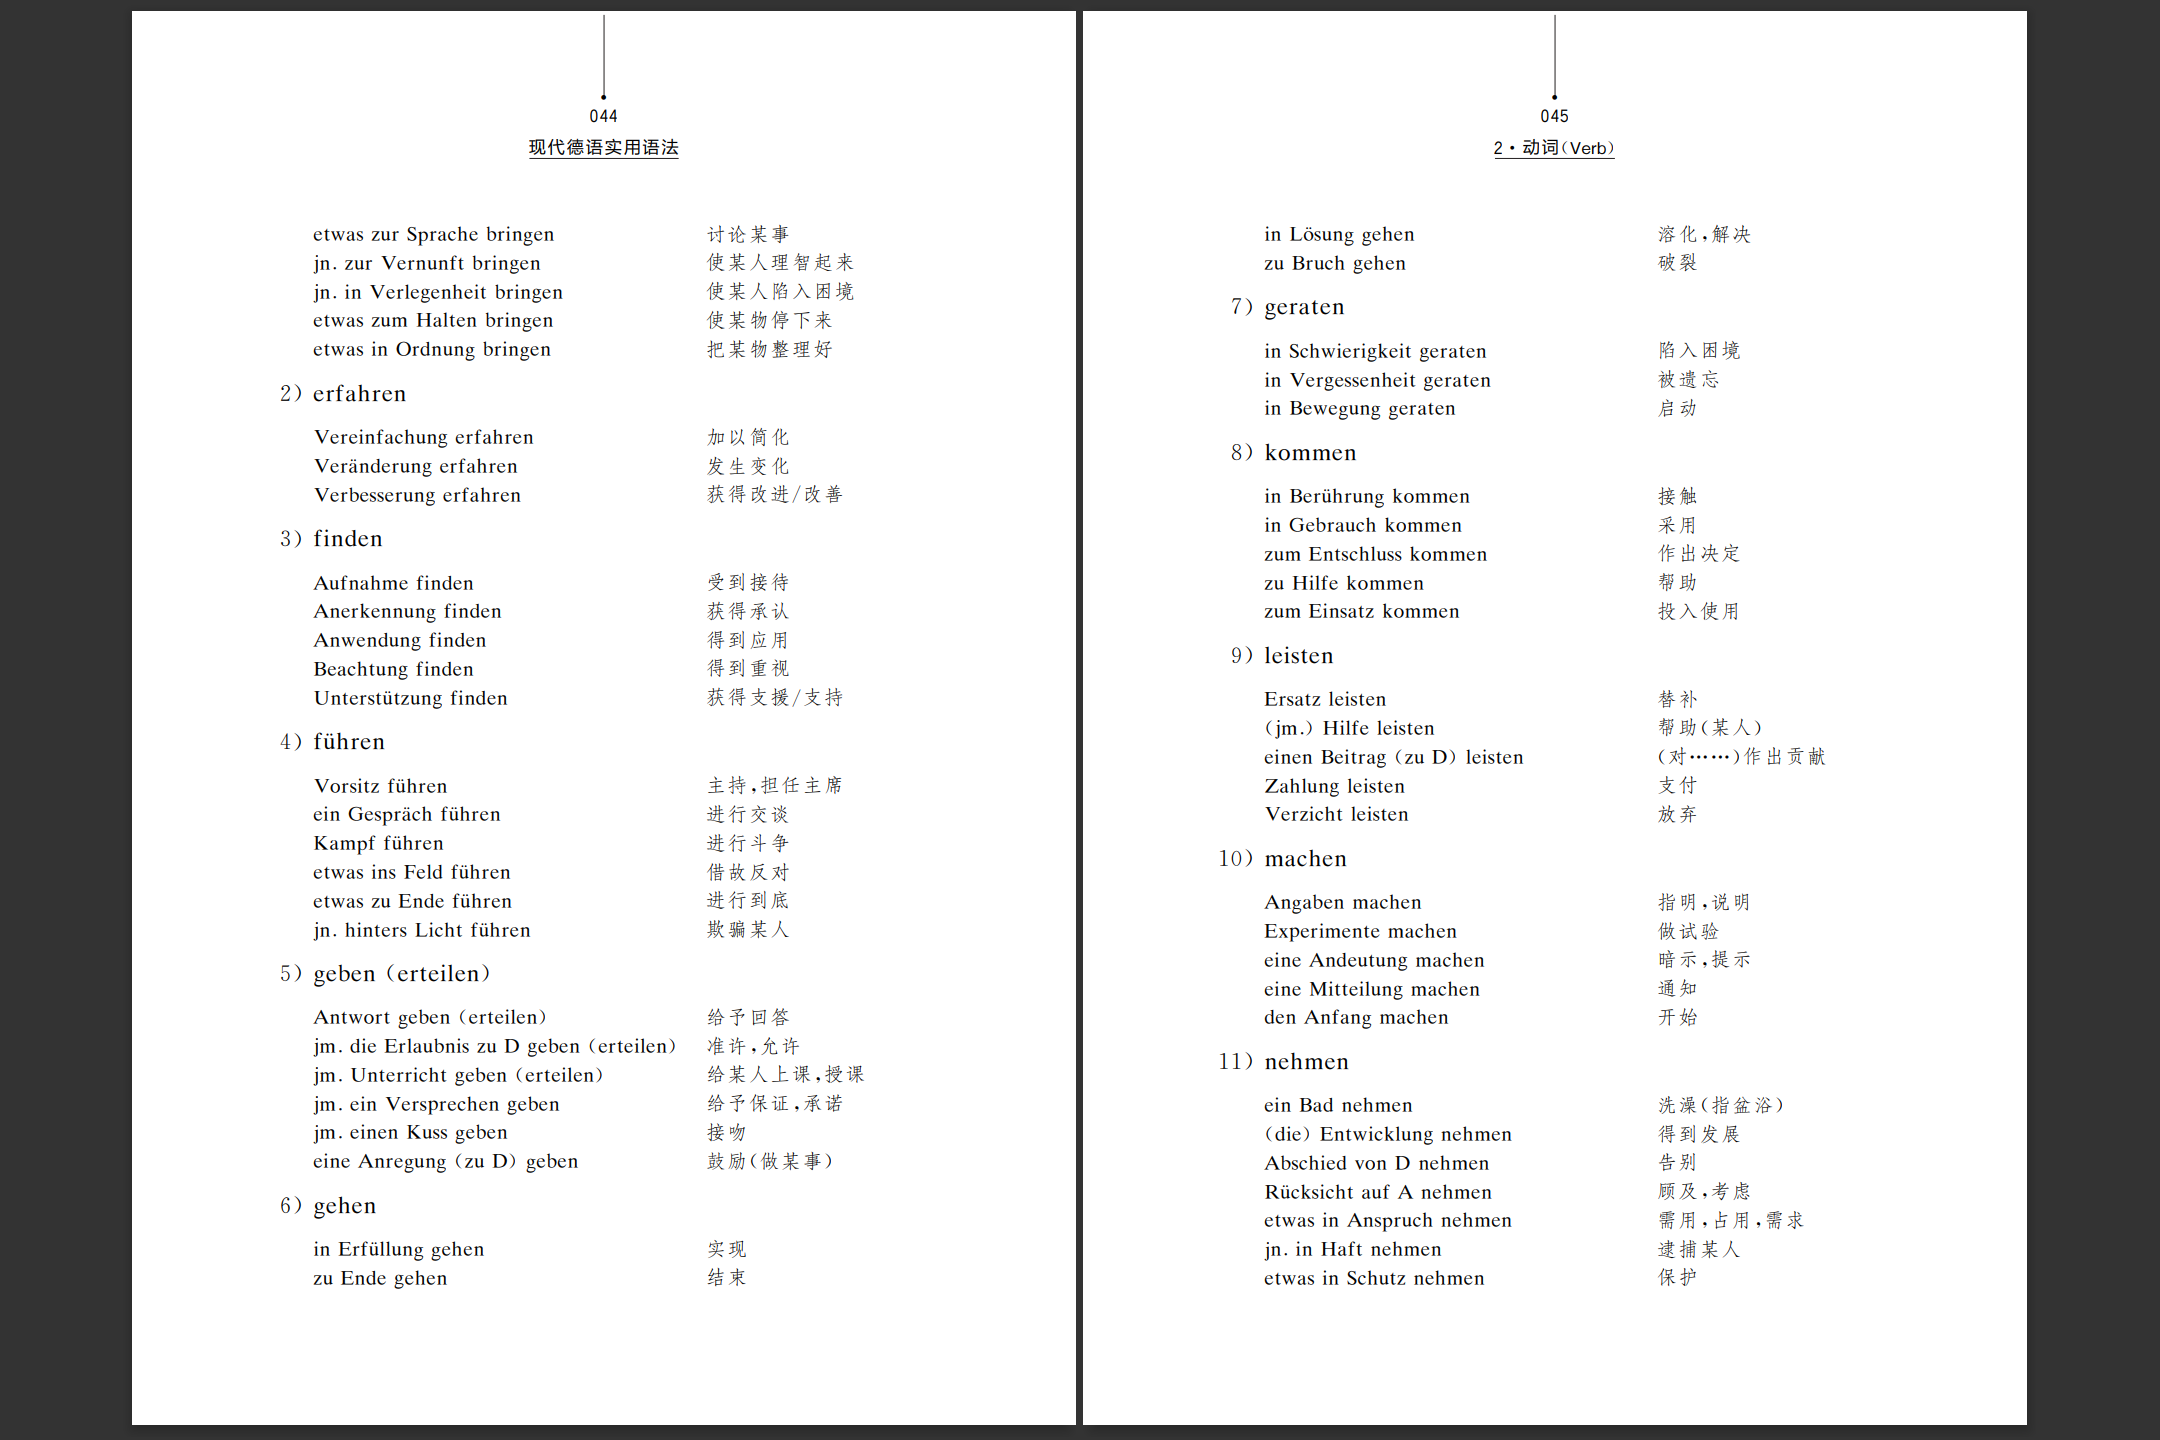 044
现代德语实用语法
etwas zur Sprache bringen 讨论某事
jn. zur Vernunft bringen 使某人理智起来
jn. in Verlegenheit bringen 使某人陷入困境
etwas zum Halten bringen 使某物停下来
etwas in Ordnung bringen 把某物整理好
2) erfahren
Vereinfachung erfahren 加以简化
Veränderung erfahren 发生变化
Verbesserung erfahren 获得改进/改善
3) finden
Aufnahme finden 受到接待
Anerkennung finden 获得承认
Anwendung finden 得到应用
Beachtung finden 得到重视
Unterstützung finden 获得支援/支持
4) führen
Vorsitz führen 主持,担任主席
ein Gespräch führen 进行交谈
Kampf führen 进行斗争
etwas ins Feld führen 借故反对
etwas zu Ende führen 进行到底
jn. hinters Licht führen 欺骗某人
5) geben (erteilen)
Antwort geben (erteilen) 给予回答
jm. die Erlaubnis zu D geben (erteilen) 准许,允许
jm. Unterricht geben (erteilen) 给某人上课,授课
jm. ein Versprechen geben 给予保证,承诺
jm. einen Kuss geben 接吻
eine Anregung (zu D) geben 鼓励(做某事)
6) gehen
in Erfüllung gehen 实现
zu Ende gehen 结束
045
2·动词(Verb)
in Lösung gehen 溶化,解决
zu Bruch gehen 破裂
7) geraten
in Schwierigkeit geraten 陷入困境
in Vergessenheit geraten 被遗忘
in Bewegung geraten 启动
8) kommen
in Berührung kommen 接触
in Gebrauch kommen 采用
zum Entschluss kommen 作出决定
zu Hilfe kommen 帮助
zum Einsatz kommen 投入使用
9) leisten
Ersatz leisten 替补
(jm.) Hilfe leisten 帮助(某人)
einen Beitrag (zu D) leisten (对……)作出贡献
Zahlung leisten 支付
Verzicht leisten 放弃
10) machen
Angaben machen 指明,说明
Experimente machen 做试验
eine Andeutung machen 暗示,提示
eine Mitteilung machen 通知
den Anfang machen 开始
11) nehmen
ein Bad nehmen 洗澡(指盆浴)
(die) Entwicklung nehmen 得到发展
Abschied von D nehmen 告别
Rücksicht auf A nehmen 顾及,考虑
etwas in Anspruch nehmen 需用,占用,需求
jn. in Haft nehmen 逮捕某人
etwas in Schutz nehmen 保护